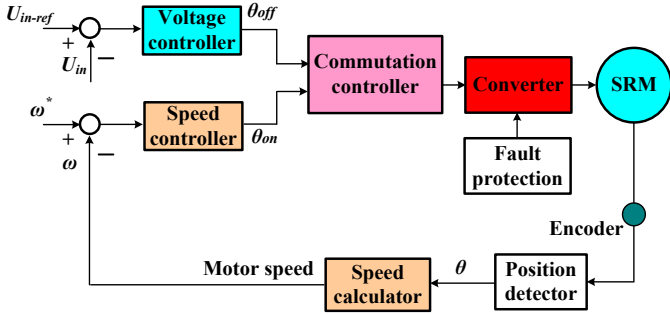 U_in-ref
+
U_in
−
Voltage
controller
θ_off
Commutation
controller
Converter
SRM
ω*
+
ω
−
Speed
controller
θ_on
Fault
protection
Encoder
Motor speed
Speed
calculator
θ
Position
detector